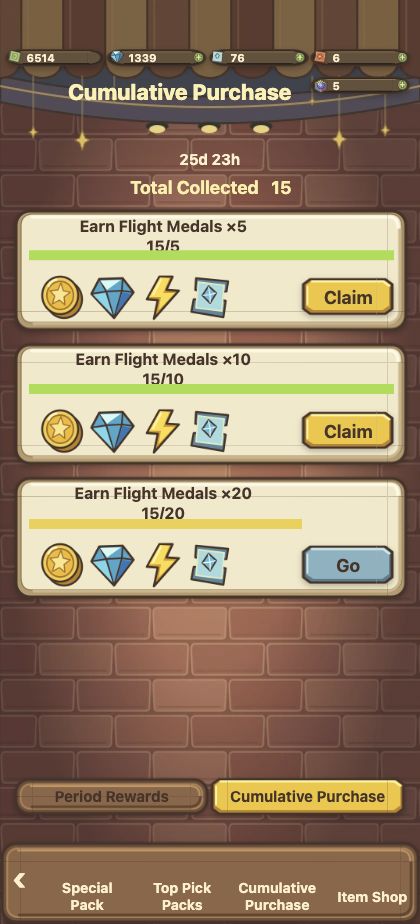 6514
1339
76
6
5
Cumulative Purchase
25d 23h
Total Collected 15
Earn Flight Medals ×5
15/5
Claim
Earn Flight Medals ×10
15/10
Claim
Earn Flight Medals ×20
15/20
Go
Period Rewards
Cumulative Purchase
Special
Pack
Top Pick
Packs
Cumulative
Purchase
Item Shop